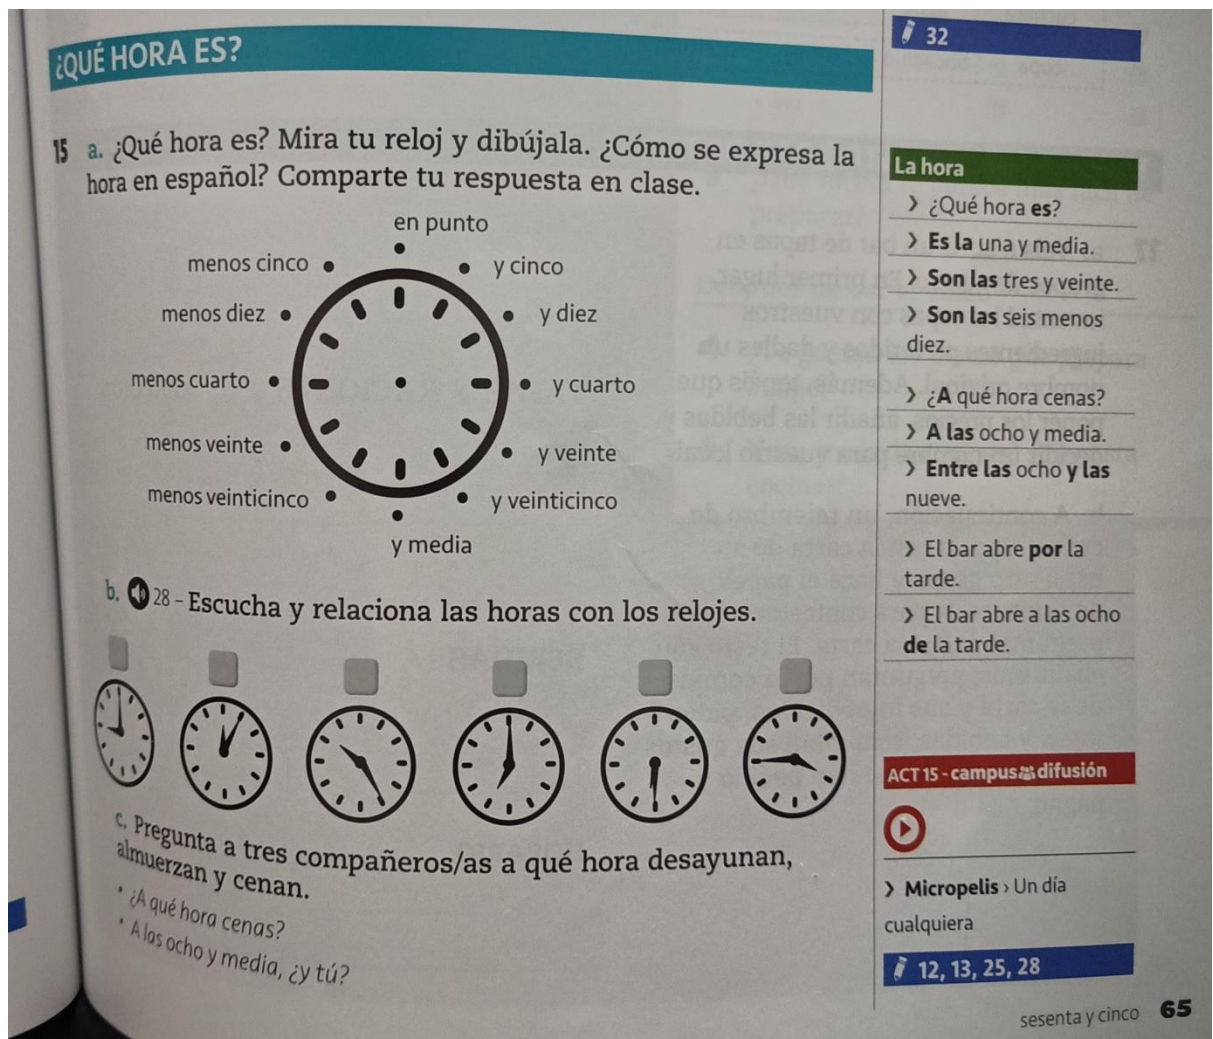 ¿QUÉ HORA ES?
15 a. ¿Qué hora es? Mira tu reloj y dibújala. ¿Cómo se expresa la
hora en español? Comparte tu respuesta en clase.
en punto
menos cinco
y cinco
menos diez
y diez
menos cuarto
y cuarto
menos veinte
y veinte
menos veinticinco
y veinticinco
y media
b. 28 - Escucha y relaciona las horas con los relojes.
c. Pregunta a tres compañeros/as a qué hora desayunan,
almuerzan y cenan.
• ¿A qué hora cenas?
• A las ocho y media, ¿y tú?
32
La hora
› ¿Qué hora es?
› Es la una y media.
› Son las tres y veinte.
› Son las seis menos
diez.
› ¿A qué hora cenas?
› A las ocho y media.
› Entre las ocho y las
nueve.
› El bar abre por la
tarde.
› El bar abre a las ocho
de la tarde.
ACT 15 - campus difusión
› Micropelis › Un día
cualquiera
12, 13, 25, 28
sesenta y cinco 65